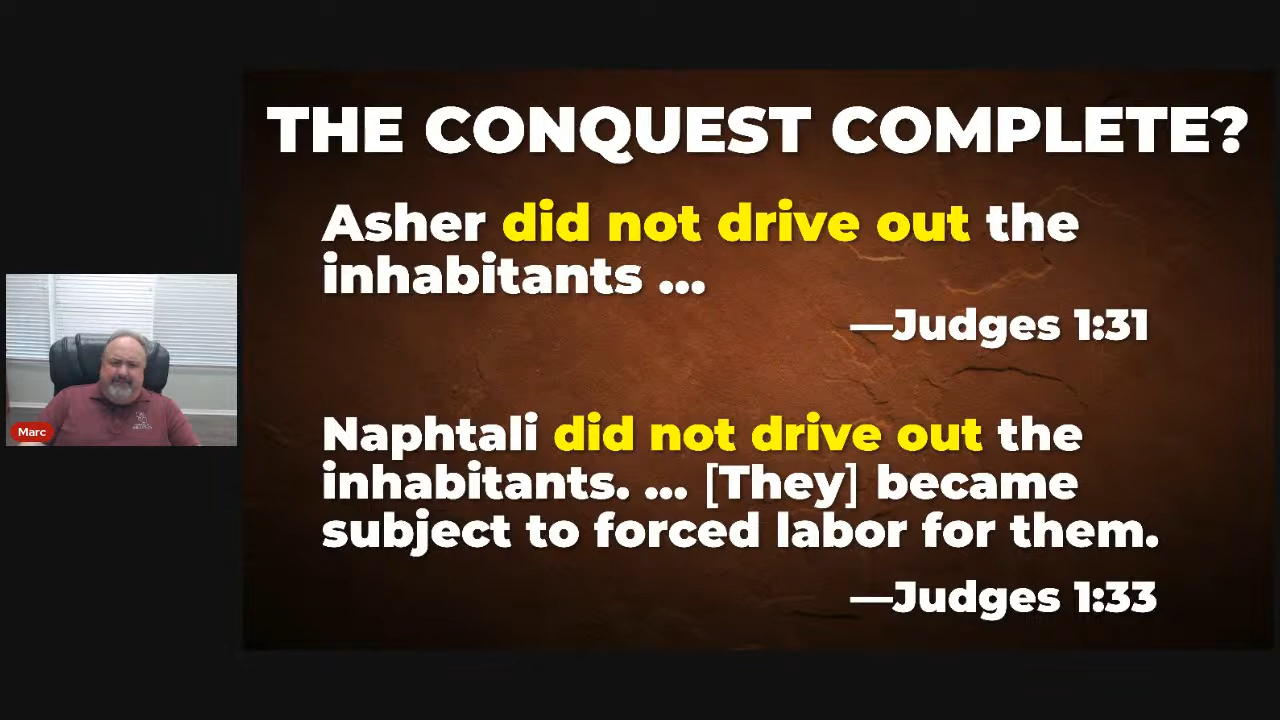 THE CONQUEST COMPLETE?
Asher did not drive out the
inhabitants ...
—Judges 1:31
Naphtali did not drive out the
inhabitants. ... [They] became
subject to forced labor for them.
—Judges 1:33
Marc